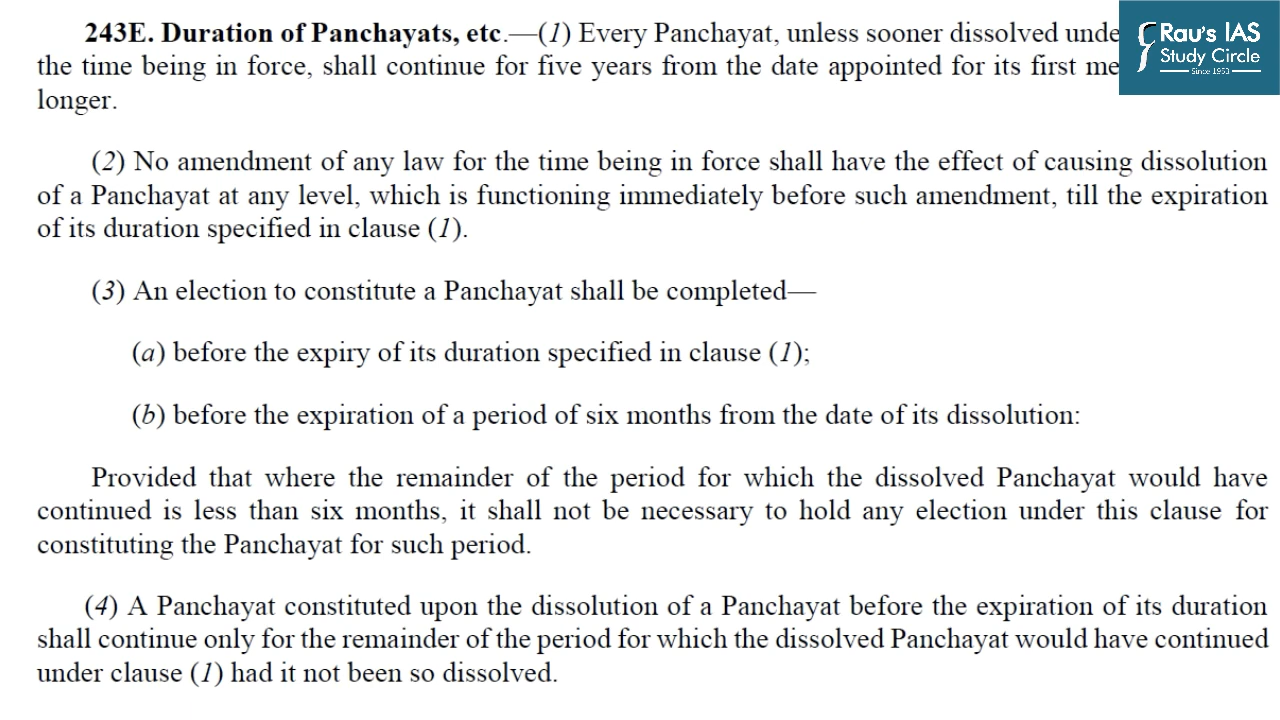 243E. Duration of Panchayats, etc.—(1) Every Panchayat, unless sooner dissolved unde
the time being in force, shall continue for five years from the date appointed for its first me
longer.
(2) No amendment of any law for the time being in force shall have the effect of causing dissolution
of a Panchayat at any level, which is functioning immediately before such amendment, till the expiration
of its duration specified in clause (1).
(3) An election to constitute a Panchayat shall be completed—
(a) before the expiry of its duration specified in clause (1);
(b) before the expiration of a period of six months from the date of its dissolution:
Provided that where the remainder of the period for which the dissolved Panchayat would have
continued is less than six months, it shall not be necessary to hold any election under this clause for
constituting the Panchayat for such period.
(4) A Panchayat constituted upon the dissolution of a Panchayat before the expiration of its duration
shall continue only for the remainder of the period for which the dissolved Panchayat would have continued
under clause (1) had it not been so dissolved.
Rau's IAS
Study Circle
Since 1953